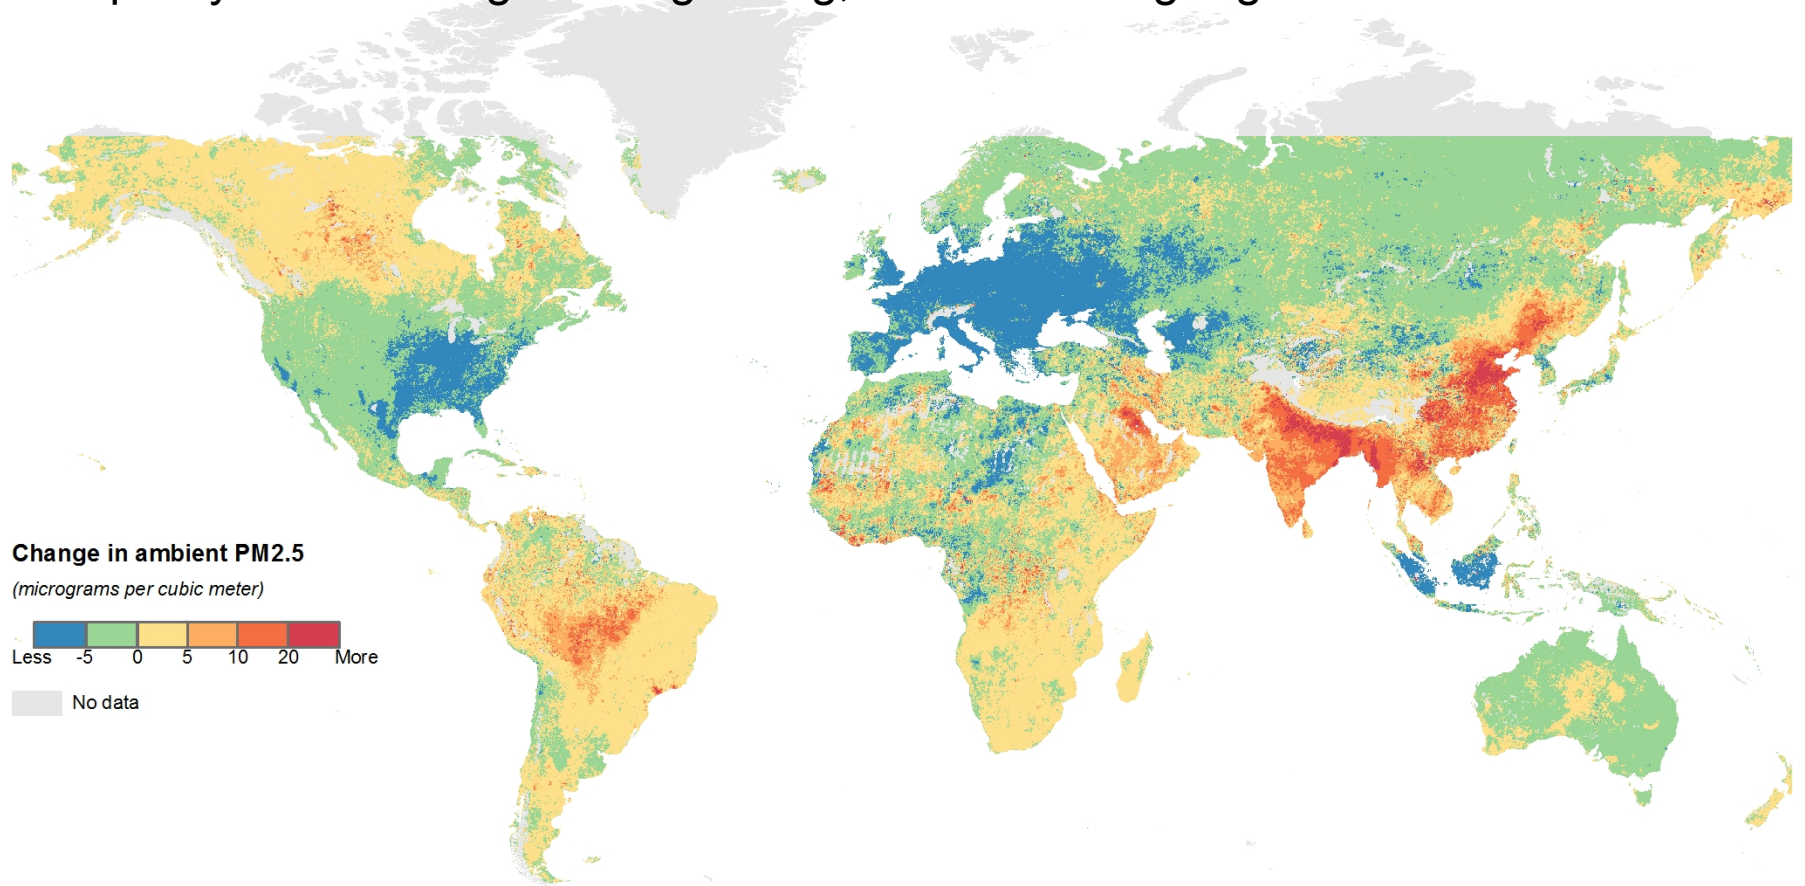 Change in ambient PM2.5
(micrograms per cubic meter)
Less -5 0 5 10 20 More
No data